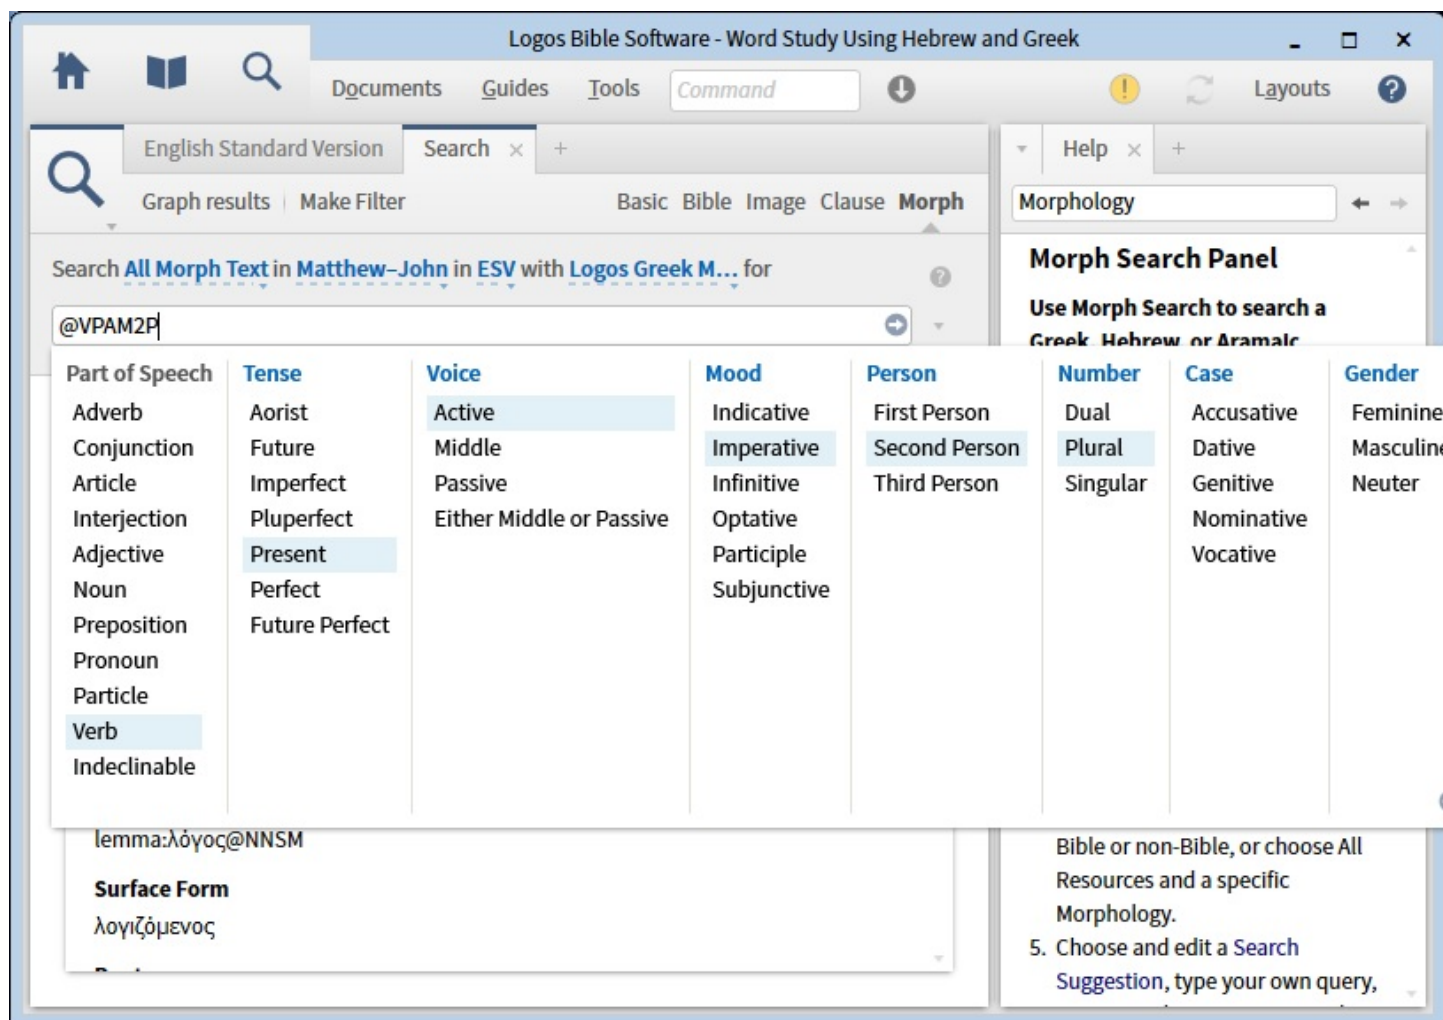 Logos Bible Software - Word Study Using Hebrew and Greek
Documents Guides Tools Command Layouts
English Standard Version Search
Graph results Make Filter Basic Bible Image Clause Morph
Search All Morph Text in Matthew–John in ESV with Logos Greek M... for
@VPAM2P
Part of Speech
Adverb
Conjunction
Article
Interjection
Adjective
Noun
Preposition
Pronoun
Particle
Verb
Indeclinable
Tense
Aorist
Future
Imperfect
Pluperfect
Present
Perfect
Future Perfect
Voice
Active
Middle
Passive
Either Middle or Passive
Mood
Indicative
Imperative
Infinitive
Optative
Participle
Subjunctive
Person
First Person
Second Person
Third Person
Number
Dual
Plural
Singular
Case
Accusative
Dative
Genitive
Nominative
Vocative
Gender
Feminine
Masculine
Neuter
lemma:λόγος@NNSM
Surface Form
λογιζόμενος
Help
Morphology
Morph Search Panel
Use Morph Search to search a
Greek, Hebrew, or Aramaic
Bible or non-Bible, or choose All
Resources and a specific
Morphology.
5. Choose and edit a Search
Suggestion, type your own query,